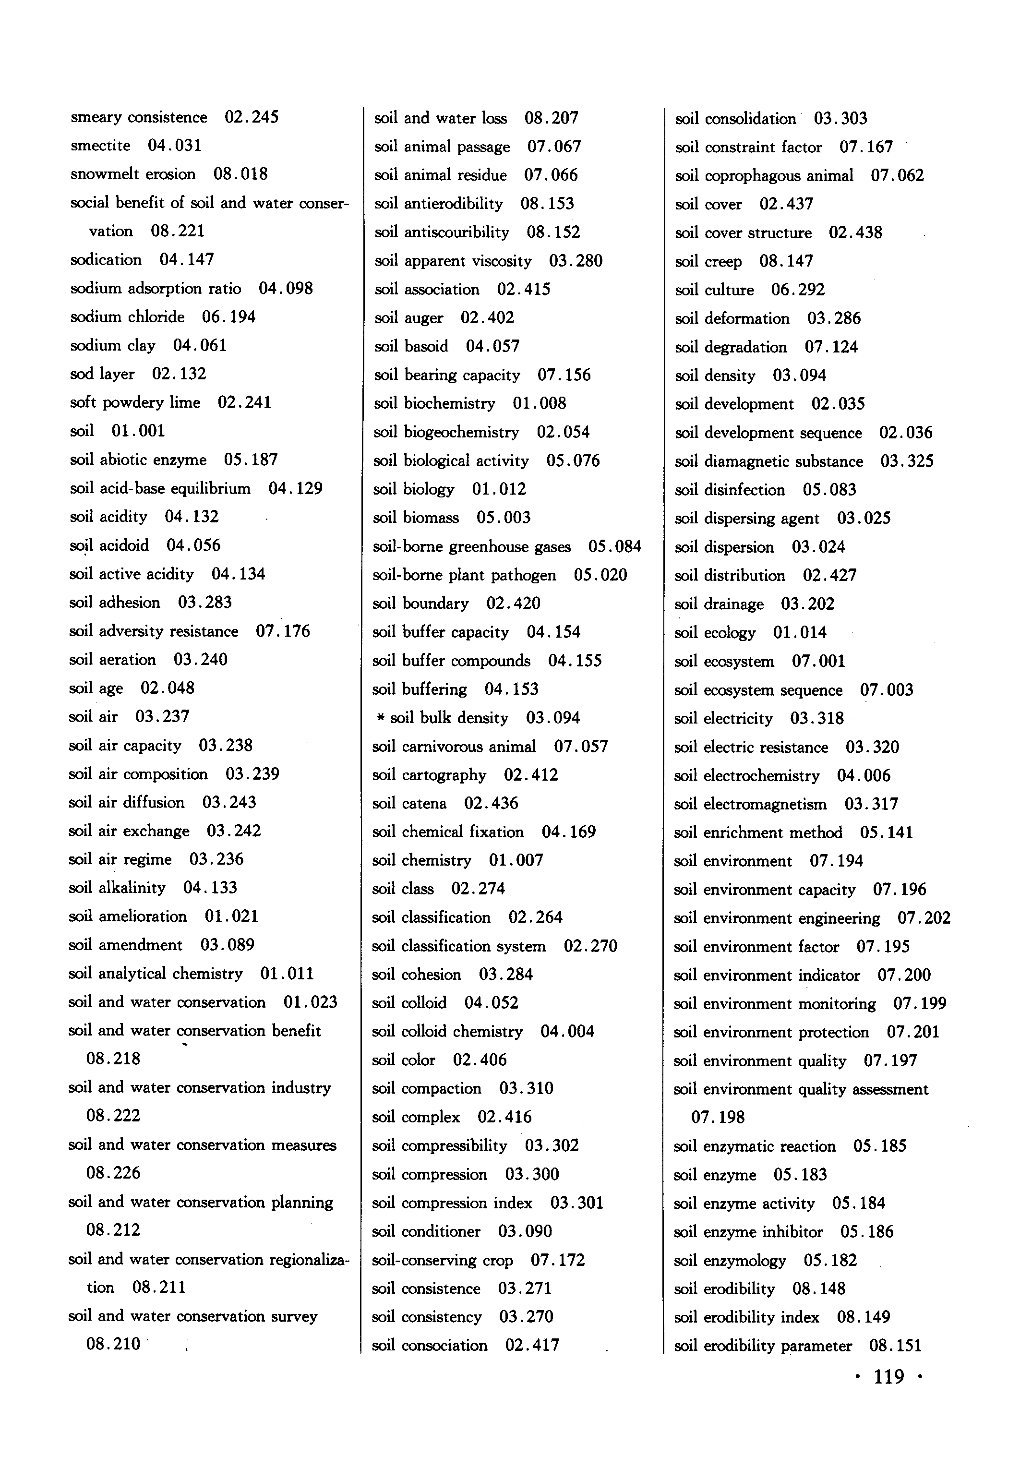 smeary consistence 02.245
smectite 04.031
snowmelt erosion 08.018
social benefit of soil and water conser-
vation 08.221
sodication 04.147
sodium adsorption ratio 04.098
sodium chloride 06.194
sodium clay 04.061
sod layer 02.132
soft powdery lime 02.241
soil 01.001
soil abiotic enzyme 05.187
soil acid-base equilibrium 04.129
soil acidity 04.132
soil acidoid 04.056
soil active acidity 04.134
soil adhesion 03.283
soil adversity resistance 07.176
soil aeration 03.240
soil age 02.048
soil air 03.237
soil air capacity 03.238
soil air composition 03.239
soil air diffusion 03.243
soil air exchange 03.242
soil air regime 03.236
soil alkalinity 04.133
soil amelioration 01.021
soil amendment 03.089
soil analytical chemistry 01.011
soil and water conservation 01.023
soil and water conservation benefit
08.218
soil and water conservation industry
08.222
soil and water conservation measures
08.226
soil and water conservation planning
08.212
soil and water conservation regionaliza-
tion 08.211
soil and water conservation survey
08.210
soil and water loss 08.207
soil animal passage 07.067
soil animal residue 07.066
soil antierodibility 08.153
soil antiscouribility 08.152
soil apparent viscosity 03.280
soil association 02.415
soil auger 02.402
soil basoid 04.057
soil bearing capacity 07.156
soil biochemistry 01.008
soil biogeochemistry 02.054
soil biological activity 05.076
soil biology 01.012
soil biomass 05.003
soil-borne greenhouse gases 05.084
soil-borne plant pathogen 05.020
soil boundary 02.420
soil buffer capacity 04.154
soil buffer compounds 04.155
soil buffering 04.153
* soil bulk density 03.094
soil carnivorous animal 07.057
soil cartography 02.412
soil catena 02.436
soil chemical fixation 04.169
soil chemistry 01.007
soil class 02.274
soil classification 02.264
soil classification system 02.270
soil cohesion 03.284
soil colloid 04.052
soil colloid chemistry 04.004
soil color 02.406
soil compaction 03.310
soil complex 02.416
soil compressibility 03.302
soil compression 03.300
soil compression index 03.301
soil conditioner 03.090
soil-conserving crop 07.172
soil consistence 03.271
soil consistency 03.270
soil consociation 02.417
soil consolidation 03.303
soil constraint factor 07.167
soil coprophagous animal 07.062
soil cover 02.437
soil cover structure 02.438
soil creep 08.147
soil culture 06.292
soil deformation 03.286
soil degradation 07.124
soil density 03.094
soil development 02.035
soil development sequence 02.036
soil diamagnetic substance 03.325
soil disinfection 05.083
soil dispersing agent 03.025
soil dispersion 03.024
soil distribution 02.427
soil drainage 03.202
soil ecology 01.014
soil ecosystem 07.001
soil ecosystem sequence 07.003
soil electricity 03.318
soil electric resistance 03.320
soil electrochemistry 04.006
soil electromagnetism 03.317
soil enrichment method 05.141
soil environment 07.194
soil environment capacity 07.196
soil environment engineering 07.202
soil environment factor 07.195
soil environment indicator 07.200
soil environment monitoring 07.199
soil environment protection 07.201
soil environment quality 07.197
soil environment quality assessment
07.198
soil enzymatic reaction 05.185
soil enzyme 05.183
soil enzyme activity 05.184
soil enzyme inhibitor 05.186
soil enzymology 05.182
soil erodibility 08.148
soil erodibility index 08.149
soil erodibility parameter 08.151
· 119 ·